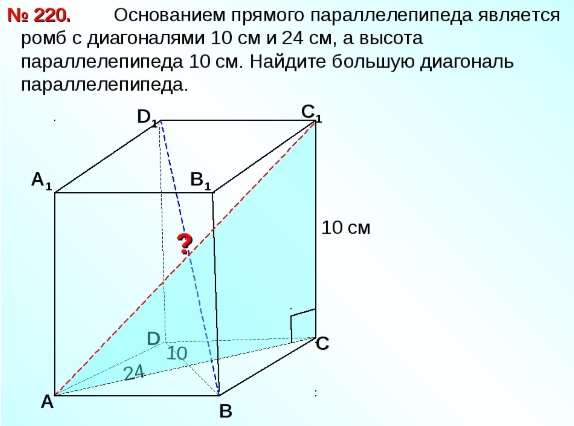 № 220. Основанием прямого параллелепипеда является
ромб с диагоналями 10 см и 24 см, а высота
параллелепипеда 10 см. Найдите большую диагональ
параллелепипеда.
D₁
C₁
A₁
B₁
?
10 см
D
10
C
24
A
B